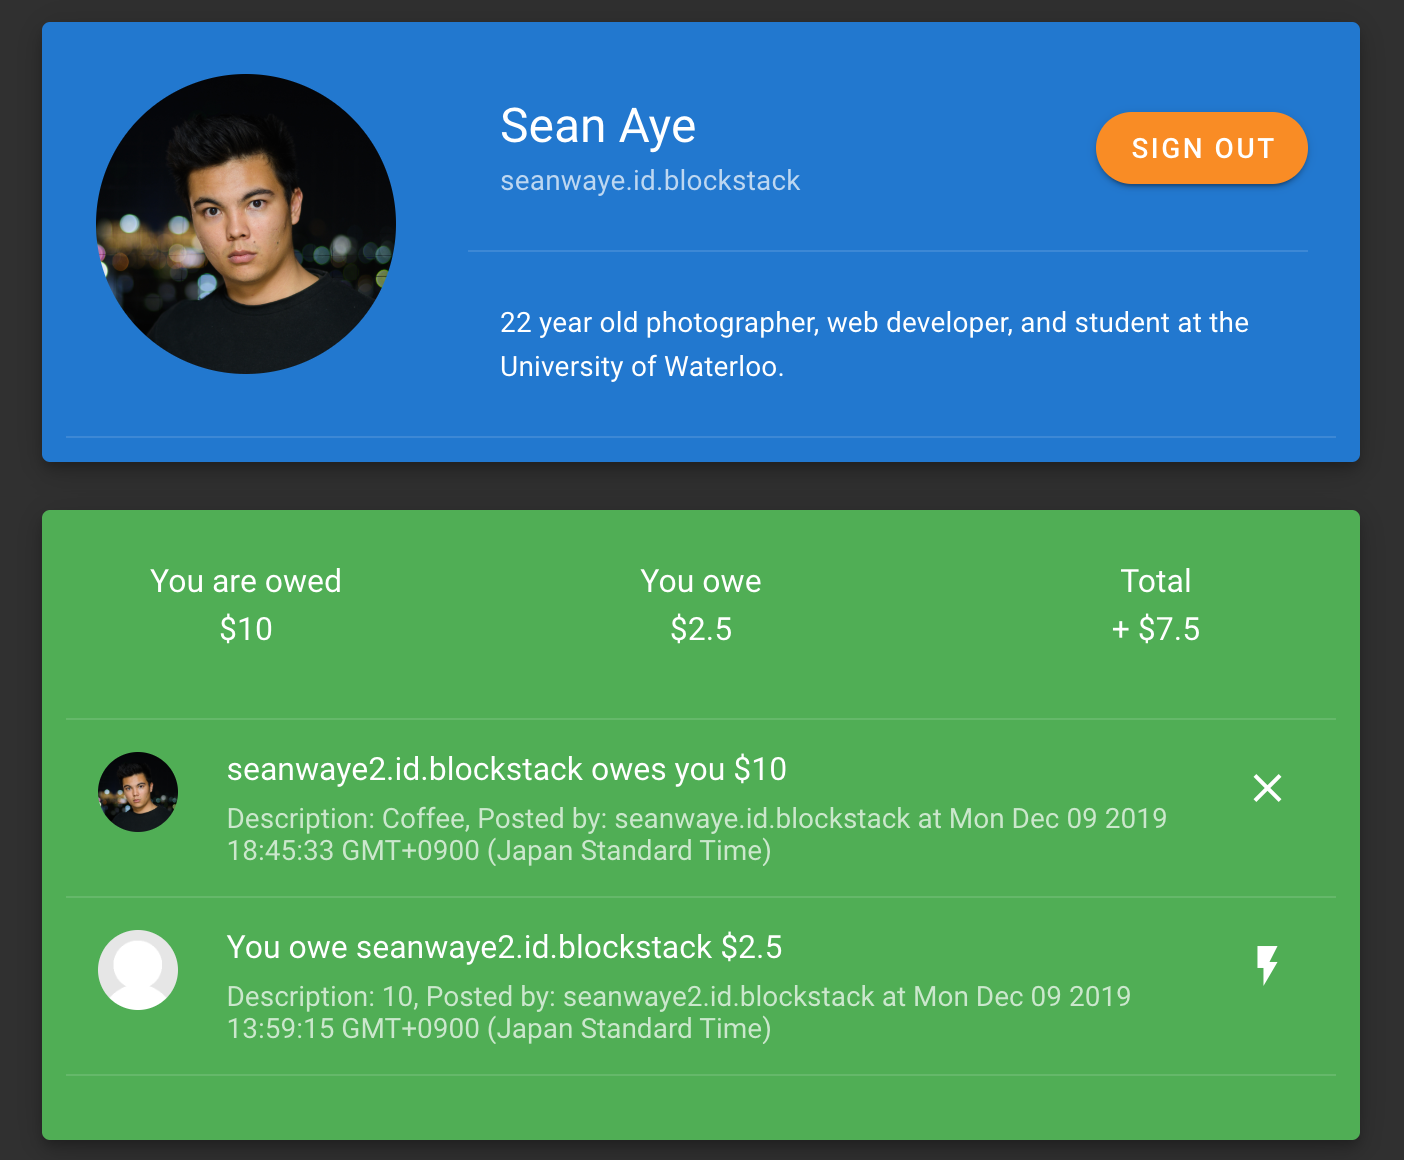 Sean Aye
seanwaye.id.blockstack
SIGN OUT
22 year old photographer, web developer, and student at the
University of Waterloo.
You are owed
$10
You owe
$2.5
Total
+ $7.5
seanwaye2.id.blockstack owes you $10
Description: Coffee, Posted by: seanwaye.id.blockstack at Mon Dec 09 2019
18:45:33 GMT+0900 (Japan Standard Time)
You owe seanwaye2.id.blockstack $2.5
Description: 10, Posted by: seanwaye2.id.blockstack at Mon Dec 09 2019
13:59:15 GMT+0900 (Japan Standard Time)